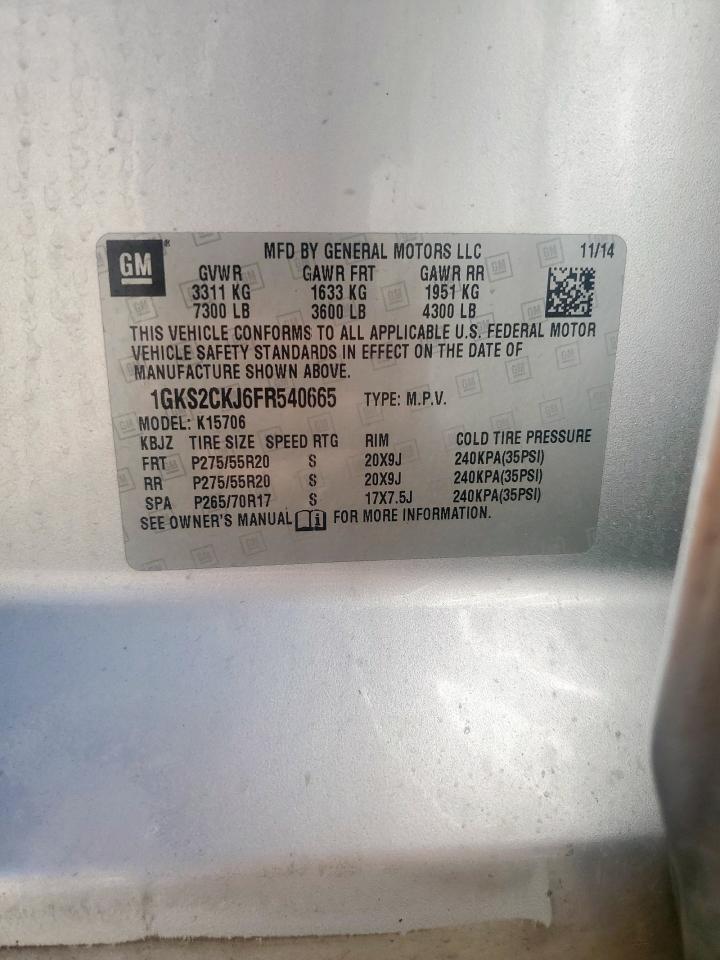 GM ® MFD BY GENERAL MOTORS LLC 11/14
GVWR GAWR FRT GAWR RR
3311 KG 1633 KG 1951 KG
7300 LB 3600 LB 4300 LB
THIS VEHICLE CONFORMS TO ALL APPLICABLE U.S. FEDERAL MOTOR
VEHICLE SAFETY STANDARDS IN EFFECT ON THE DATE OF
MANUFACTURE SHOWN ABOVE.
1GKS2CKJ6FR540665 TYPE: M.P.V.
MODEL: K15706
KBJZ TIRE SIZE SPEED RTG RIM COLD TIRE PRESSURE
FRT P275/55R20 S 20X9J 240KPA(35PSI)
RR P275/55R20 S 20X9J 240KPA(35PSI)
SPA P265/70R17 S 17X7.5J 240KPA(35PSI)
SEE OWNER'S MANUAL FOR MORE INFORMATION.